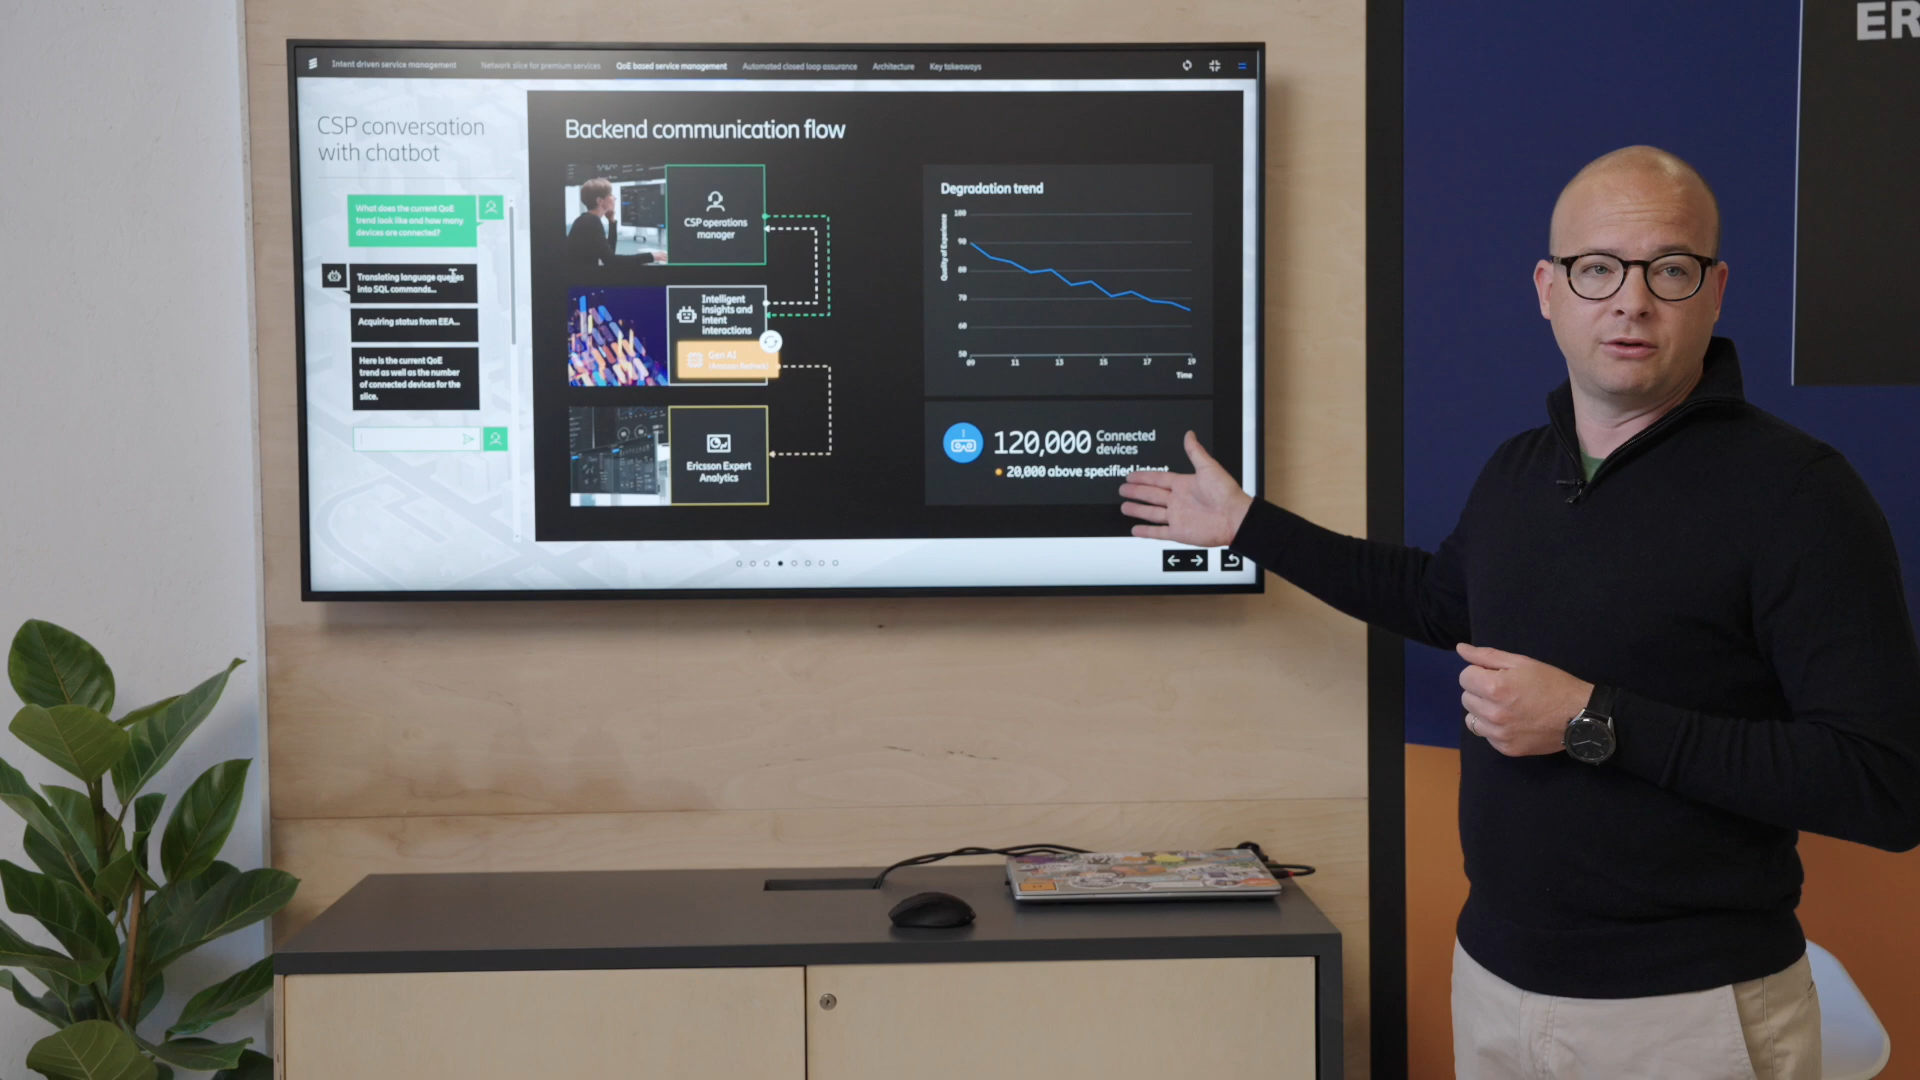 Intent driven service management
Network slice for premium services
QoE based service management
Automated closed loop assurance
Architecture
Key takeaways
ER
CSP conversation
with chatbot
What does the current QoE
trend look like and how many
devices are connected?
Translating language queries
into SQL commands...
Acquiring status from EEA...
Here is the current QoE
trend as well as the number
of connected devices for the
slice.
Backend communication flow
CSP operations
manager
Intelligent
insights and
intent
interactions
Gen AI
(Amazon Bedrock)
Ericsson Expert
Analytics
Degradation trend
Quality of Experience
100
90
80
70
60
50
09
11
13
15
17
19
Time
120,000 Connected
devices
20,000 above specified intent